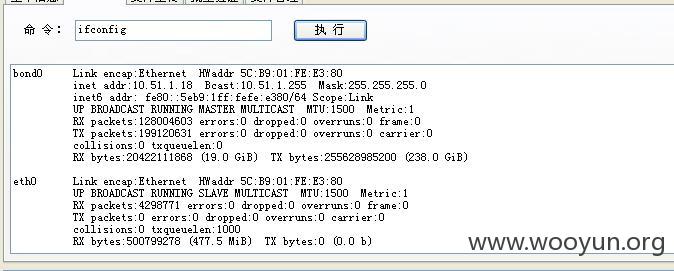 命 令： ifconfig 执 行
bond0 Link encap:Ethernet HWaddr 5C:B9:01:FE:E3:80
inet addr:10.51.1.18 Bcast:10.51.1.255 Mask:255.255.255.0
inet6 addr: fe80::5eb9:1ff:fefe:e380/64 Scope:Link
UP BROADCAST RUNNING MASTER MULTICAST MTU:1500 Metric:1
RX packets:128004603 errors:0 dropped:0 overruns:0 frame:0
TX packets:199120631 errors:0 dropped:0 overruns:0 carrier:0
collisions:0 txqueuelen:0
RX bytes:20422111868 (19.0 GiB) TX bytes:255628985200 (238.0 GiB)
eth0 Link encap:Ethernet HWaddr 5C:B9:01:FE:E3:80
UP BROADCAST RUNNING SLAVE MULTICAST MTU:1500 Metric:1
RX packets:4298771 errors:0 dropped:0 overruns:0 frame:0
TX packets:0 errors:0 dropped:0 overruns:0 carrier:0
collisions:0 txqueuelen:1000
RX bytes:500799278 (477.5 MiB) TX bytes:0 (0.0 b)
www.wooyun.org